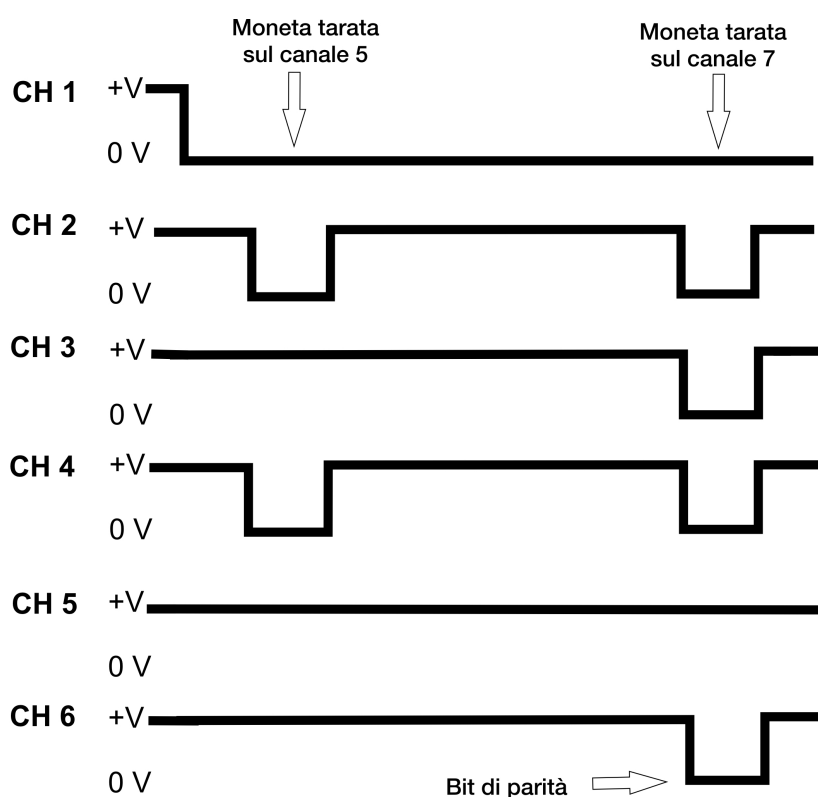 Moneta tarata
sul canale 5
Moneta tarata
sul canale 7
CH 1 +V
0 V
CH 2 +V
0 V
CH 3 +V
0 V
CH 4 +V
0 V
CH 5 +V
0 V
CH 6 +V
0 V
Bit di parità